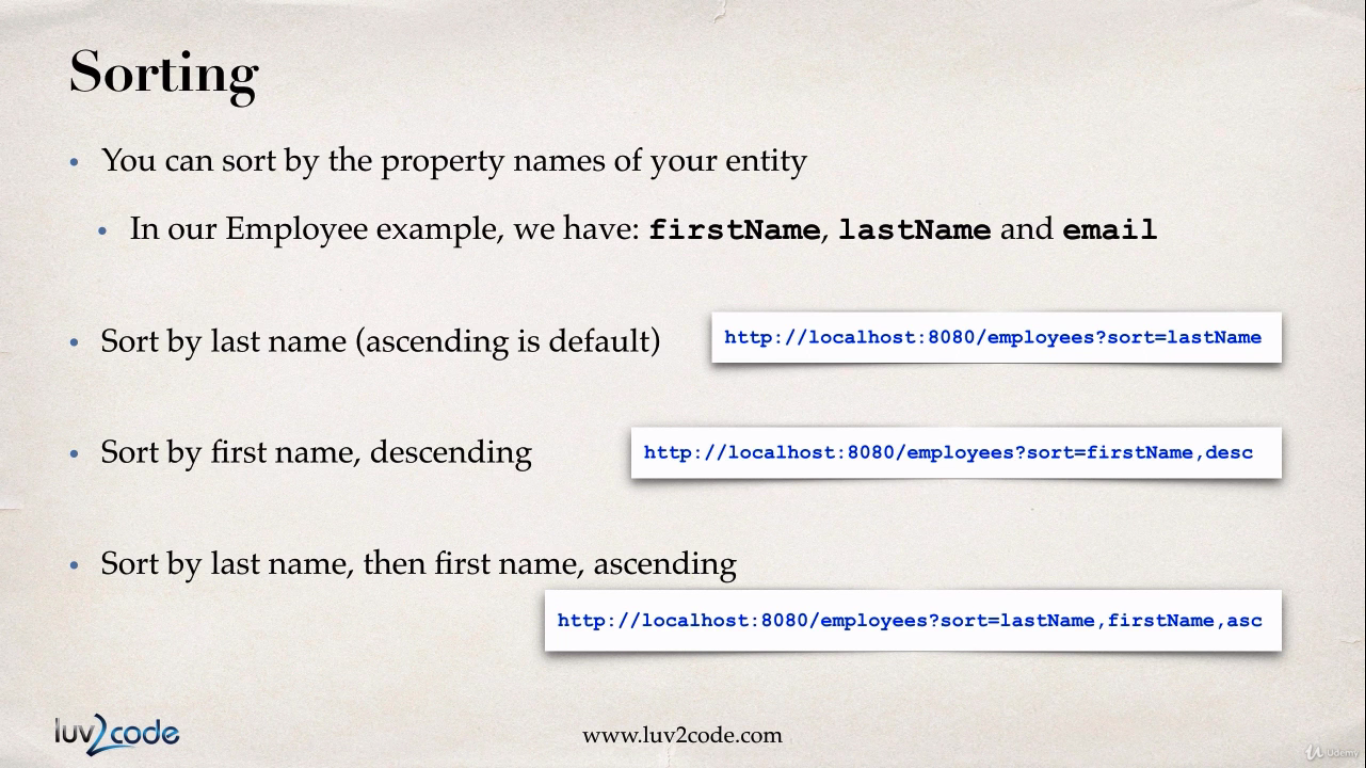 Sorting
• You can sort by the property names of your entity
• In our Employee example, we have: firstName, lastName and email
• Sort by last name (ascending is default)
http://localhost:8080/employees?sort=lastName
• Sort by first name, descending
http://localhost:8080/employees?sort=firstName,desc
• Sort by last name, then first name, ascending
http://localhost:8080/employees?sort=lastName,firstName,asc
luv2code
www.luv2code.com
Udemy